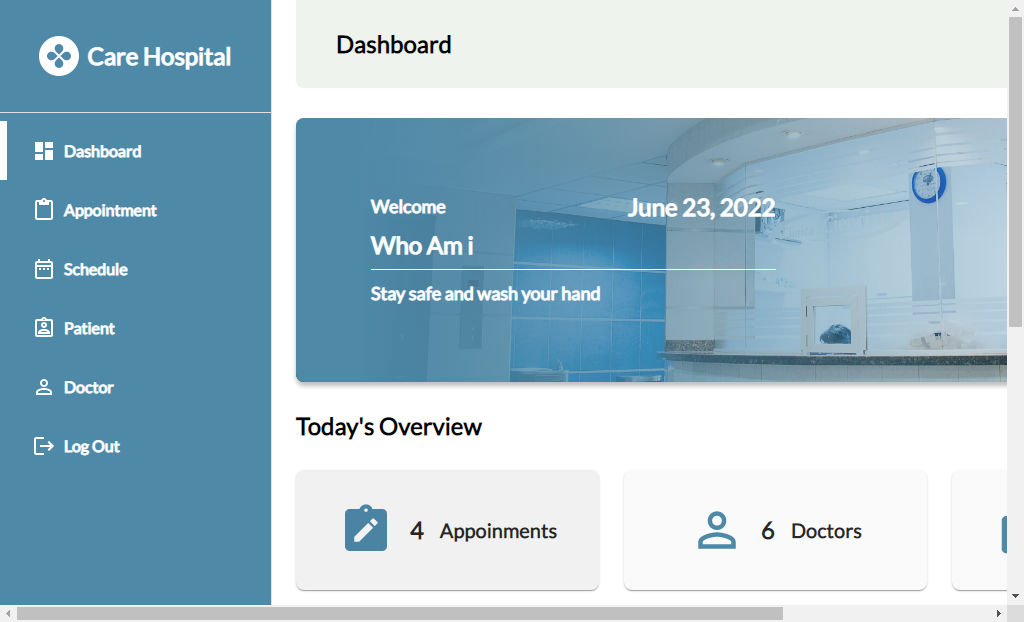 Care Hospital
Dashboard
Appointment
Schedule
Patient
Doctor
Log Out
Dashboard
Welcome
June 23, 2022
Who Am i
Stay safe and wash your hand
Today's Overview
4 Appoinments
6 Doctors